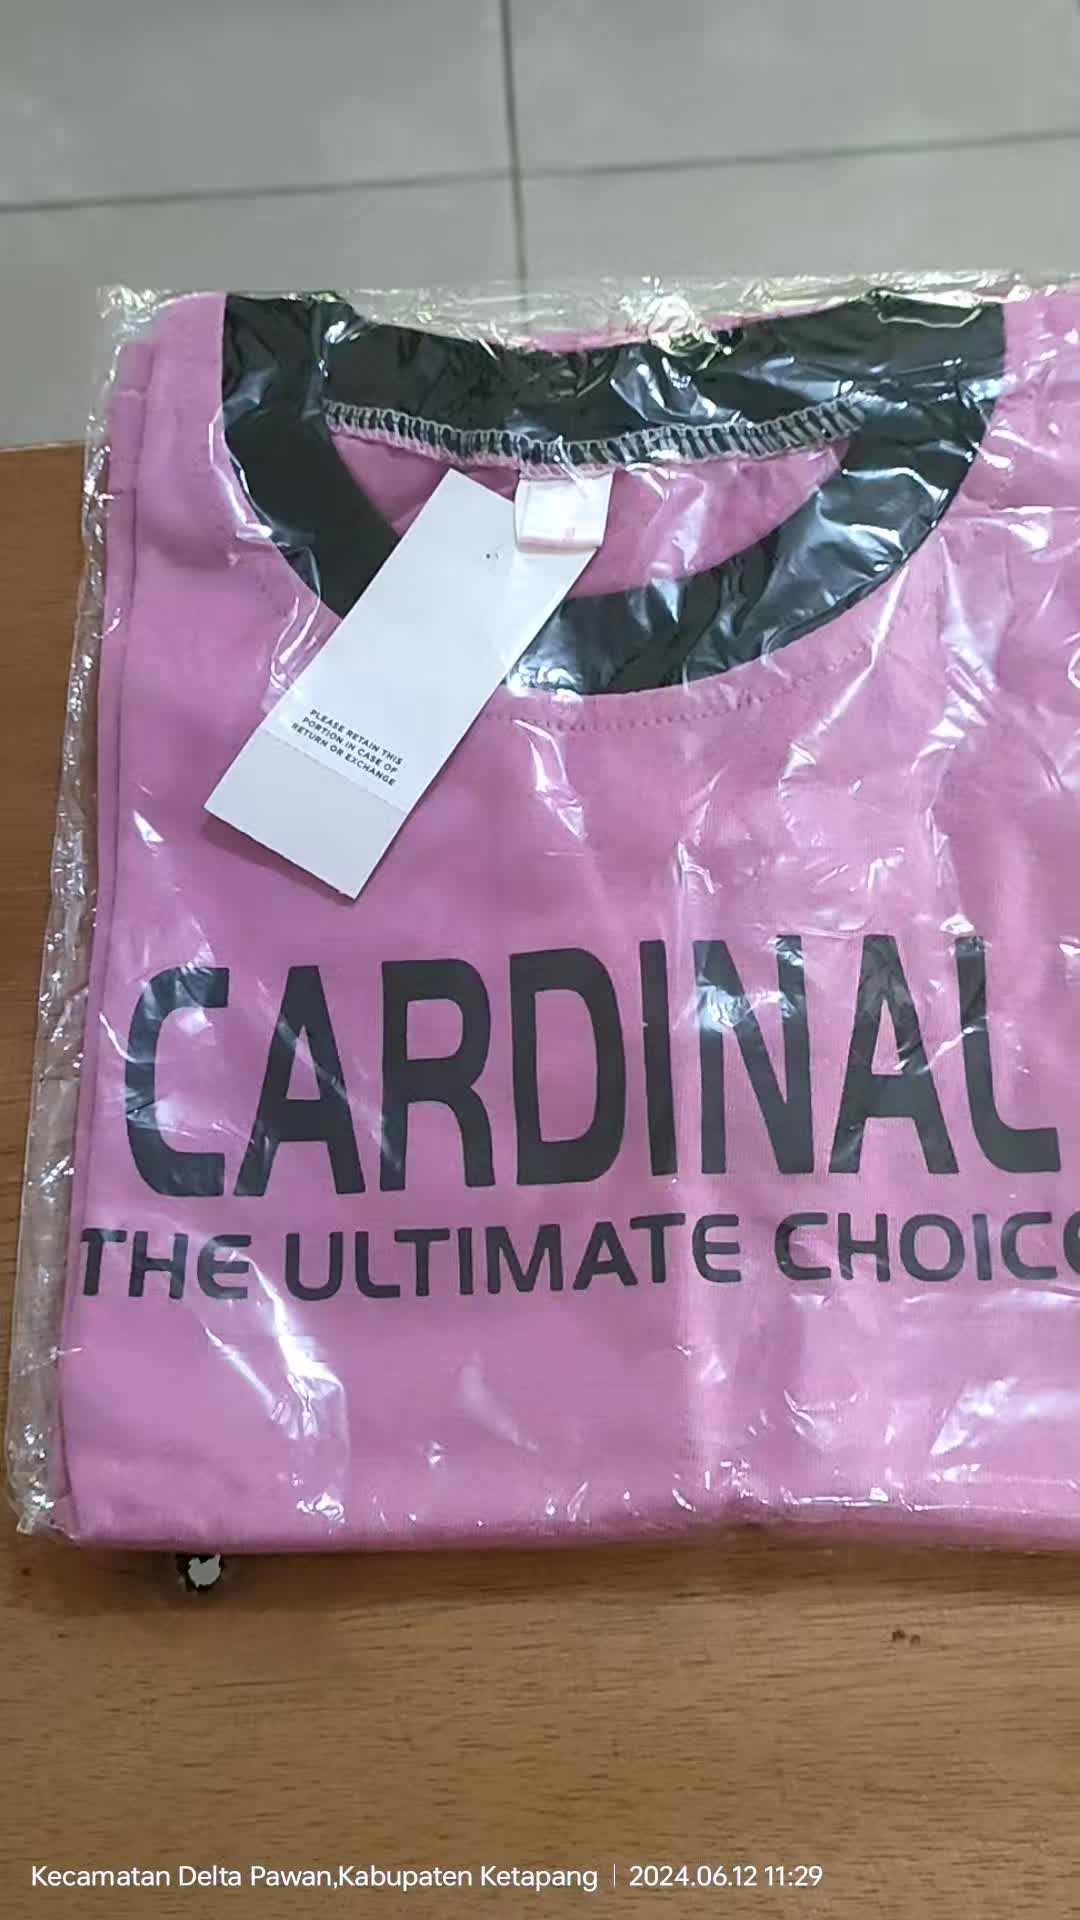 PLEASE RETAIN THIS
PORTION IN CASE OF
RETURN OR EXCHANGE
CARDINAL
THE ULTIMATE CHOICE
Kecamatan Delta Pawan,Kabupaten Ketapang | 2024.06.12 11:29